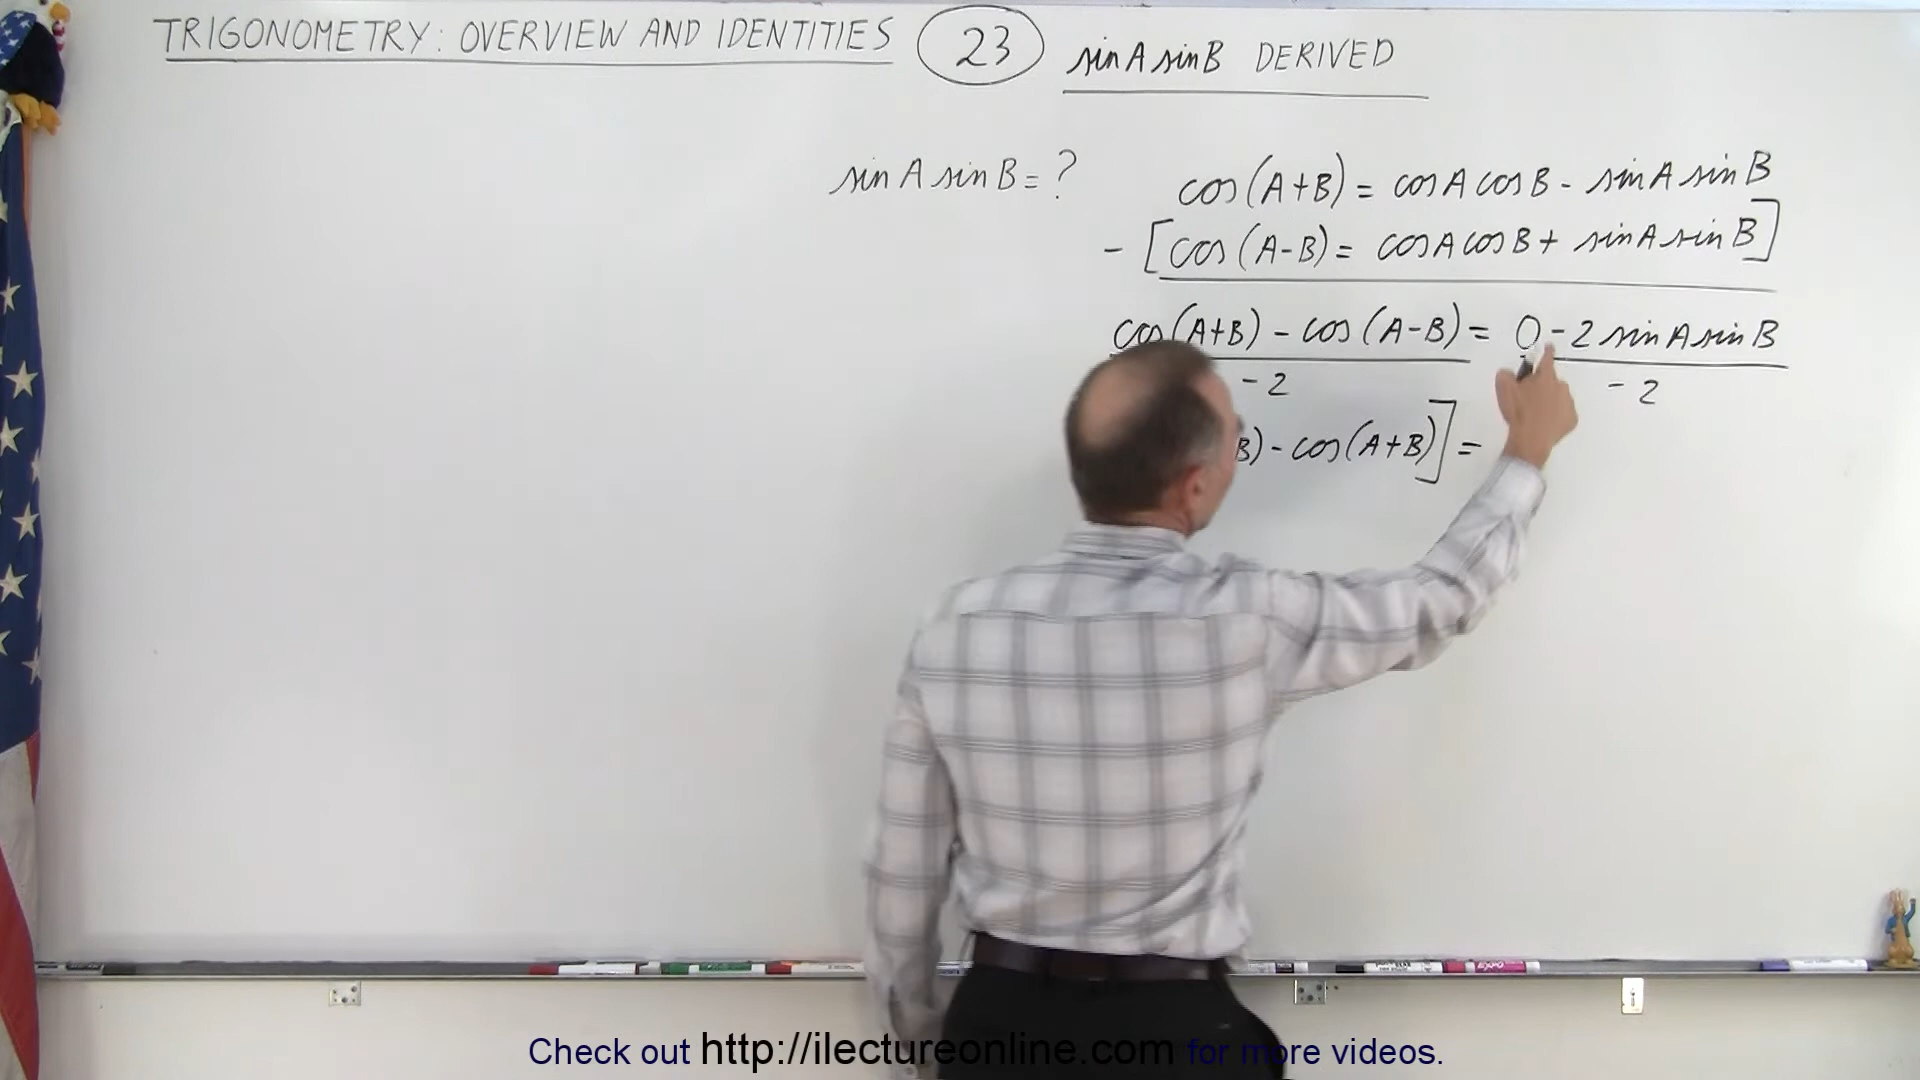 TRIGONOMETRY: OVERVIEW AND IDENTITIES 23 sinA sinB DERIVED
sinA sinB = ?
cos(A+B) = cosA cosB - sinA sinB
- [cos(A-B) = cosA cosB + sinA sinB]
cos(A+B) - cos(A-B) = 0 - 2 sinA sinB
-2 -2
B) - cos(A+B)] =
EXPO
Check out http://ilectureonline.com for more videos.